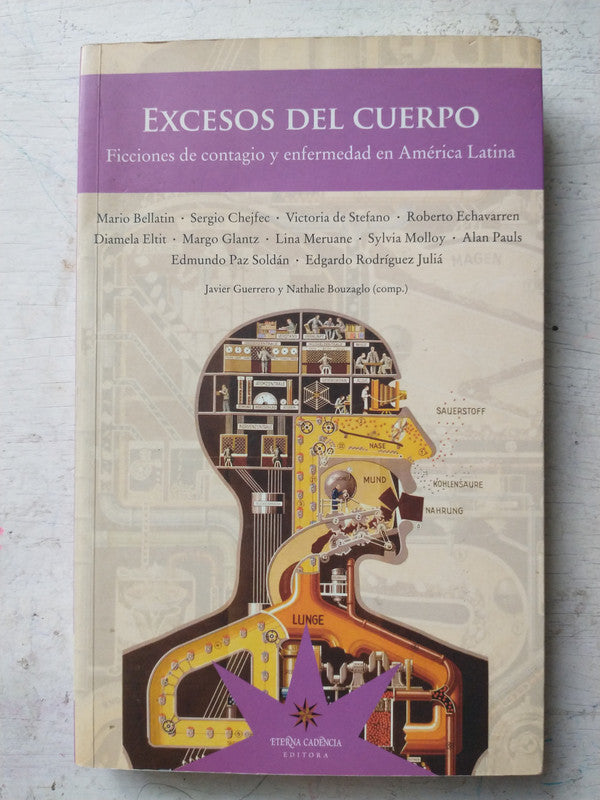 EXCESOS DEL CUERPO
Ficciones de contagio y enfermedad en América Latina
Mario Bellatin · Sergio Chejfec · Victoria de Stefano · Roberto Echavarren
Diamela Eltit · Margo Glantz · Lina Meruane · Sylvia Molloy · Alan Pauls
Edmundo Paz Soldán · Edgardo Rodríguez Juliá
Javier Guerrero y Nathalie Bouzaglo (comp.)
MAGEN
SAUERSTOFF
NASE
MUND
KOHLENSÄURE
NAHRUNG
LUNGE
ETERNA CADENCIA
EDITORA